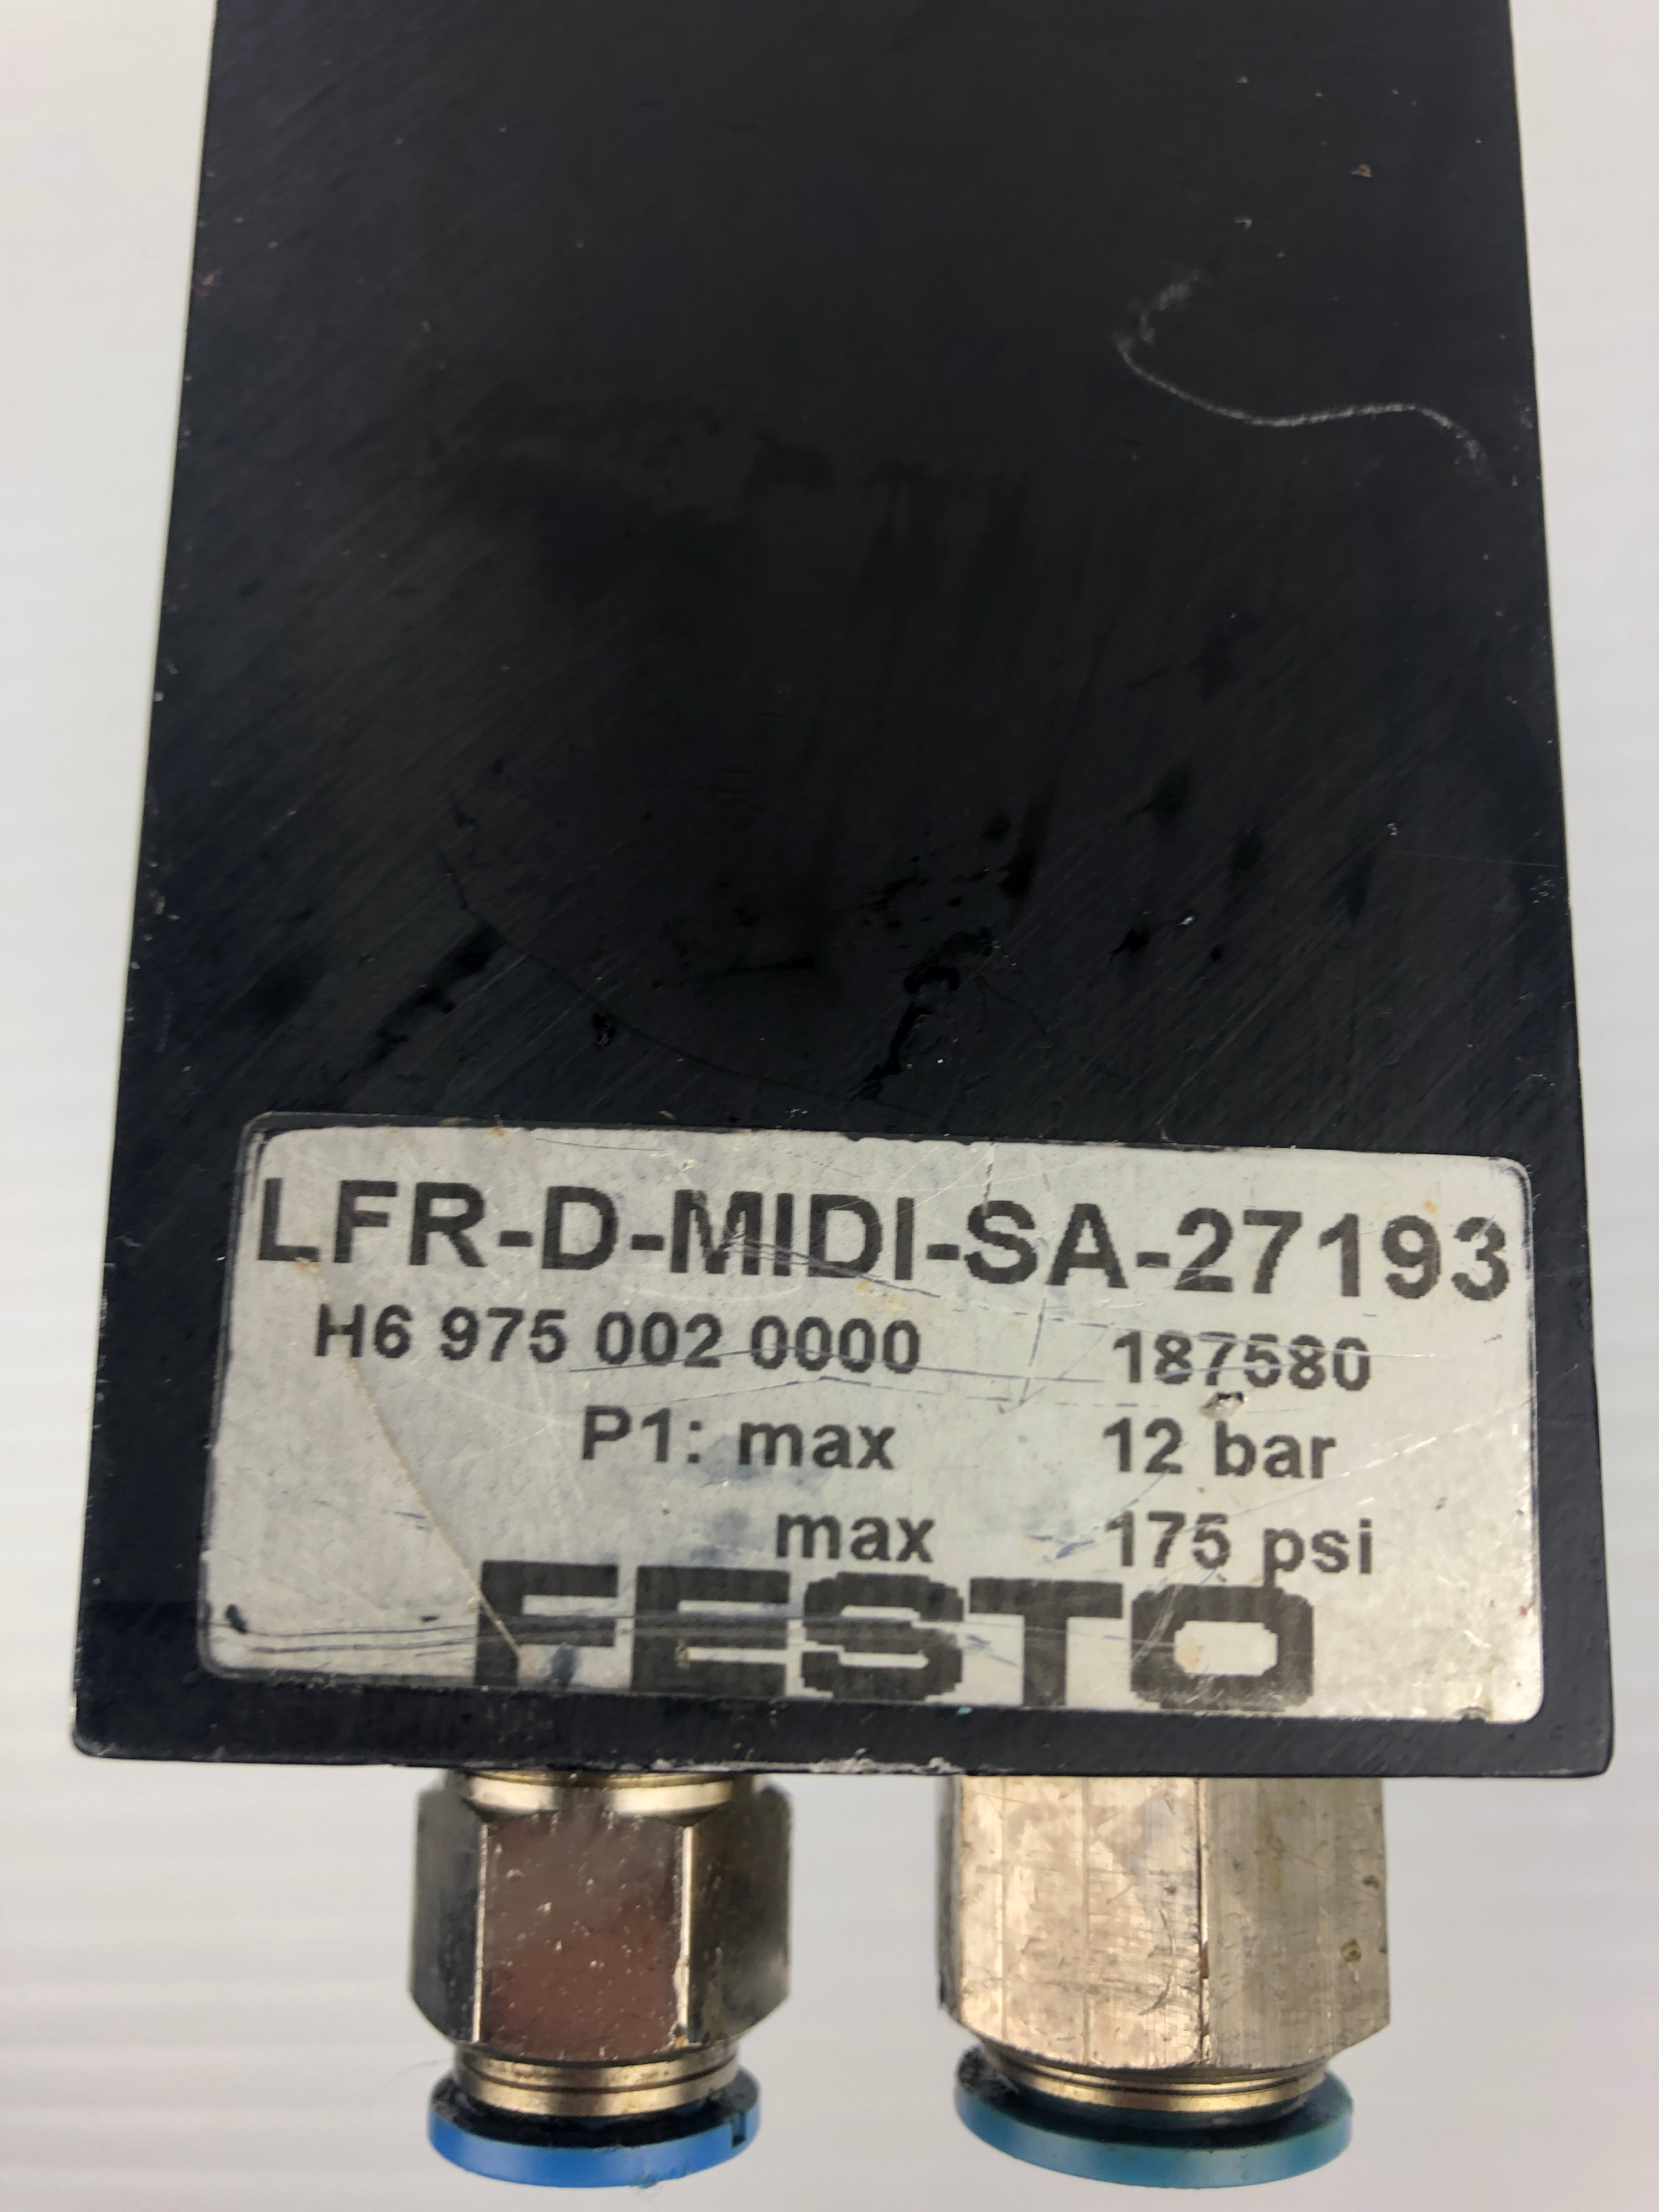 LFR-D-MIDI-SA-27193
H6 975 002 0000 187580
P1: max 12 bar
max 175 psi
FESTO